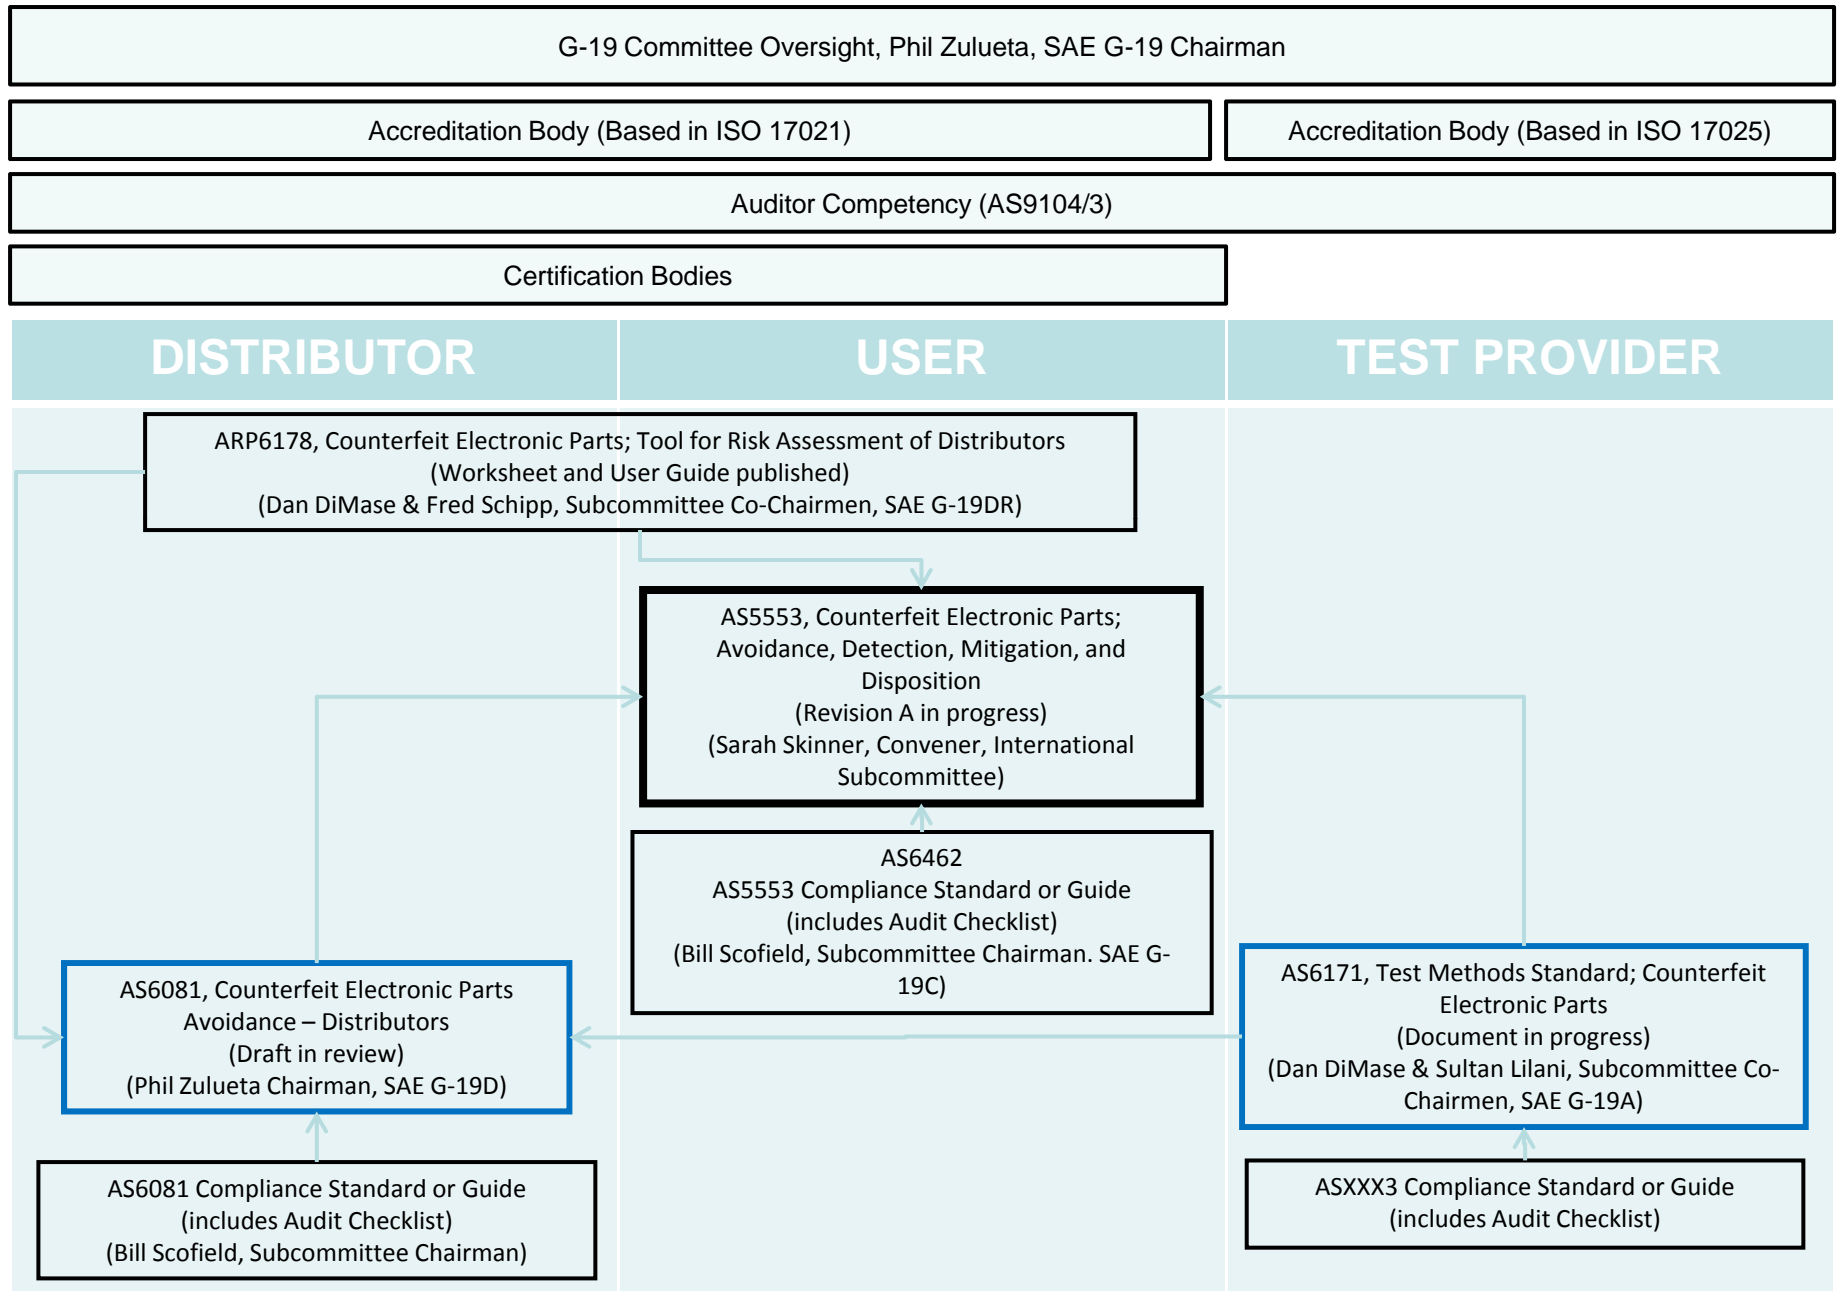 G-19 Committee Oversight, Phil Zulueta, SAE G-19 Chairman
Accreditation Body (Based in ISO 17021)
Accreditation Body (Based in ISO 17025)
Auditor Competency (AS9104/3)
Certification Bodies
DISTRIBUTOR
USER
TEST PROVIDER
ARP6178, Counterfeit Electronic Parts; Tool for Risk Assessment of Distributors
(Worksheet and User Guide published)
(Dan DiMase & Fred Schipp, Subcommittee Co-Chairmen, SAE G-19DR)
AS5553, Counterfeit Electronic Parts;
Avoidance, Detection, Mitigation, and
Disposition
(Revision A in progress)
(Sarah Skinner, Convener, International
Subcommittee)
AS6462
AS5553 Compliance Standard or Guide
(includes Audit Checklist)
(Bill Scofield, Subcommittee Chairman. SAE G-
19C)
AS6081, Counterfeit Electronic Parts
Avoidance – Distributors
(Draft in review)
(Phil Zulueta Chairman, SAE G-19D)
AS6171, Test Methods Standard; Counterfeit
Electronic Parts
(Document in progress)
(Dan DiMase & Sultan Lilani, Subcommittee Co-
Chairmen, SAE G-19A)
AS6081 Compliance Standard or Guide
(includes Audit Checklist)
(Bill Scofield, Subcommittee Chairman)
ASXXX3 Compliance Standard or Guide
(includes Audit Checklist)